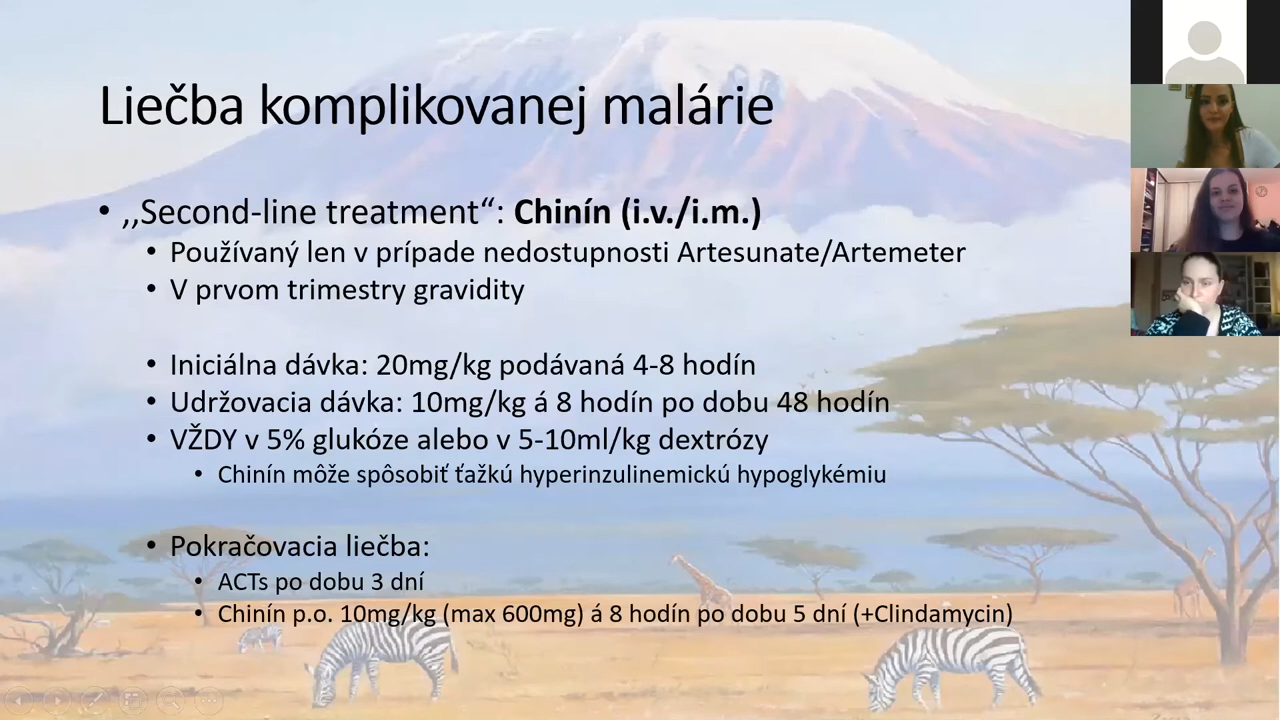 Liečba komplikovanej malárie
• ,,Second-line treatment“: Chinín (i.v./i.m.)
• Používaný len v prípade nedostupnosti Artesunate/Artemeter
• V prvom trimestry gravidity
• Iniciálna dávka: 20mg/kg podávaná 4-8 hodín
• Udržovacia dávka: 10mg/kg á 8 hodín po dobu 48 hodín
• VŽDY v 5% glukóze alebo v 5-10ml/kg dextrózy
• Chinín môže spôsobiť ťažkú hyperinzulinemickú hypoglykémiu
• Pokračovacia liečba:
• ACTs po dobu 3 dní
• Chinín p.o. 10mg/kg (max 600mg) á 8 hodín po dobu 5 dní (+Clindamycin)